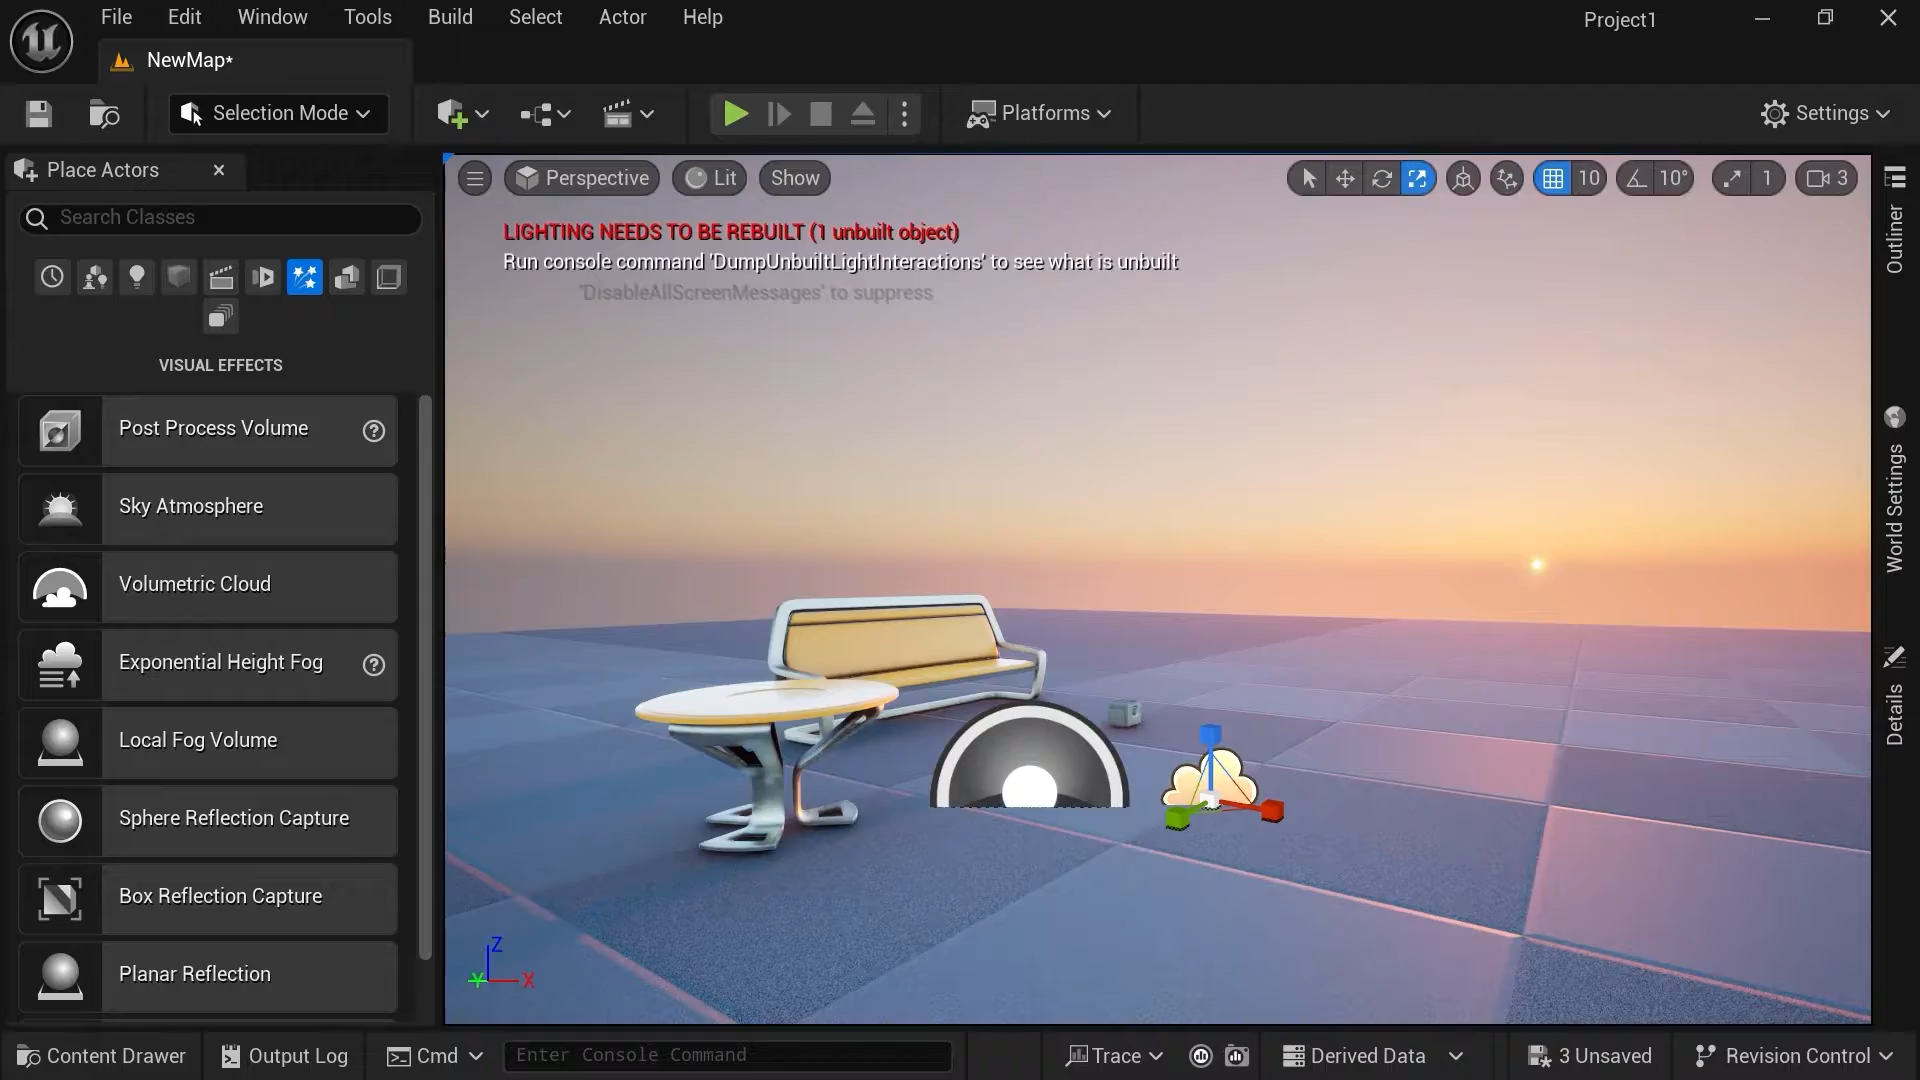 File Edit Window Tools Build Select Actor Help
Project1
NewMap*
Selection Mode
Platforms
Settings
Place Actors
Search Classes
VISUAL EFFECTS
Post Process Volume
Sky Atmosphere
Volumetric Cloud
Exponential Height Fog
Local Fog Volume
Sphere Reflection Capture
Box Reflection Capture
Planar Reflection
Perspective
Lit
Show
10
10°
1
3
LIGHTING NEEDS TO BE REBUILT (1 unbuilt object)
Run console command 'DumpUnbuiltLightInteractions' to see what is unbuilt
'DisableAllScreenMessages' to suppress
Z
Y
X
Outliner
World Settings
Details
Content Drawer
Output Log
Cmd
Enter Console Command
Trace
Derived Data
3 Unsaved
Revision Control